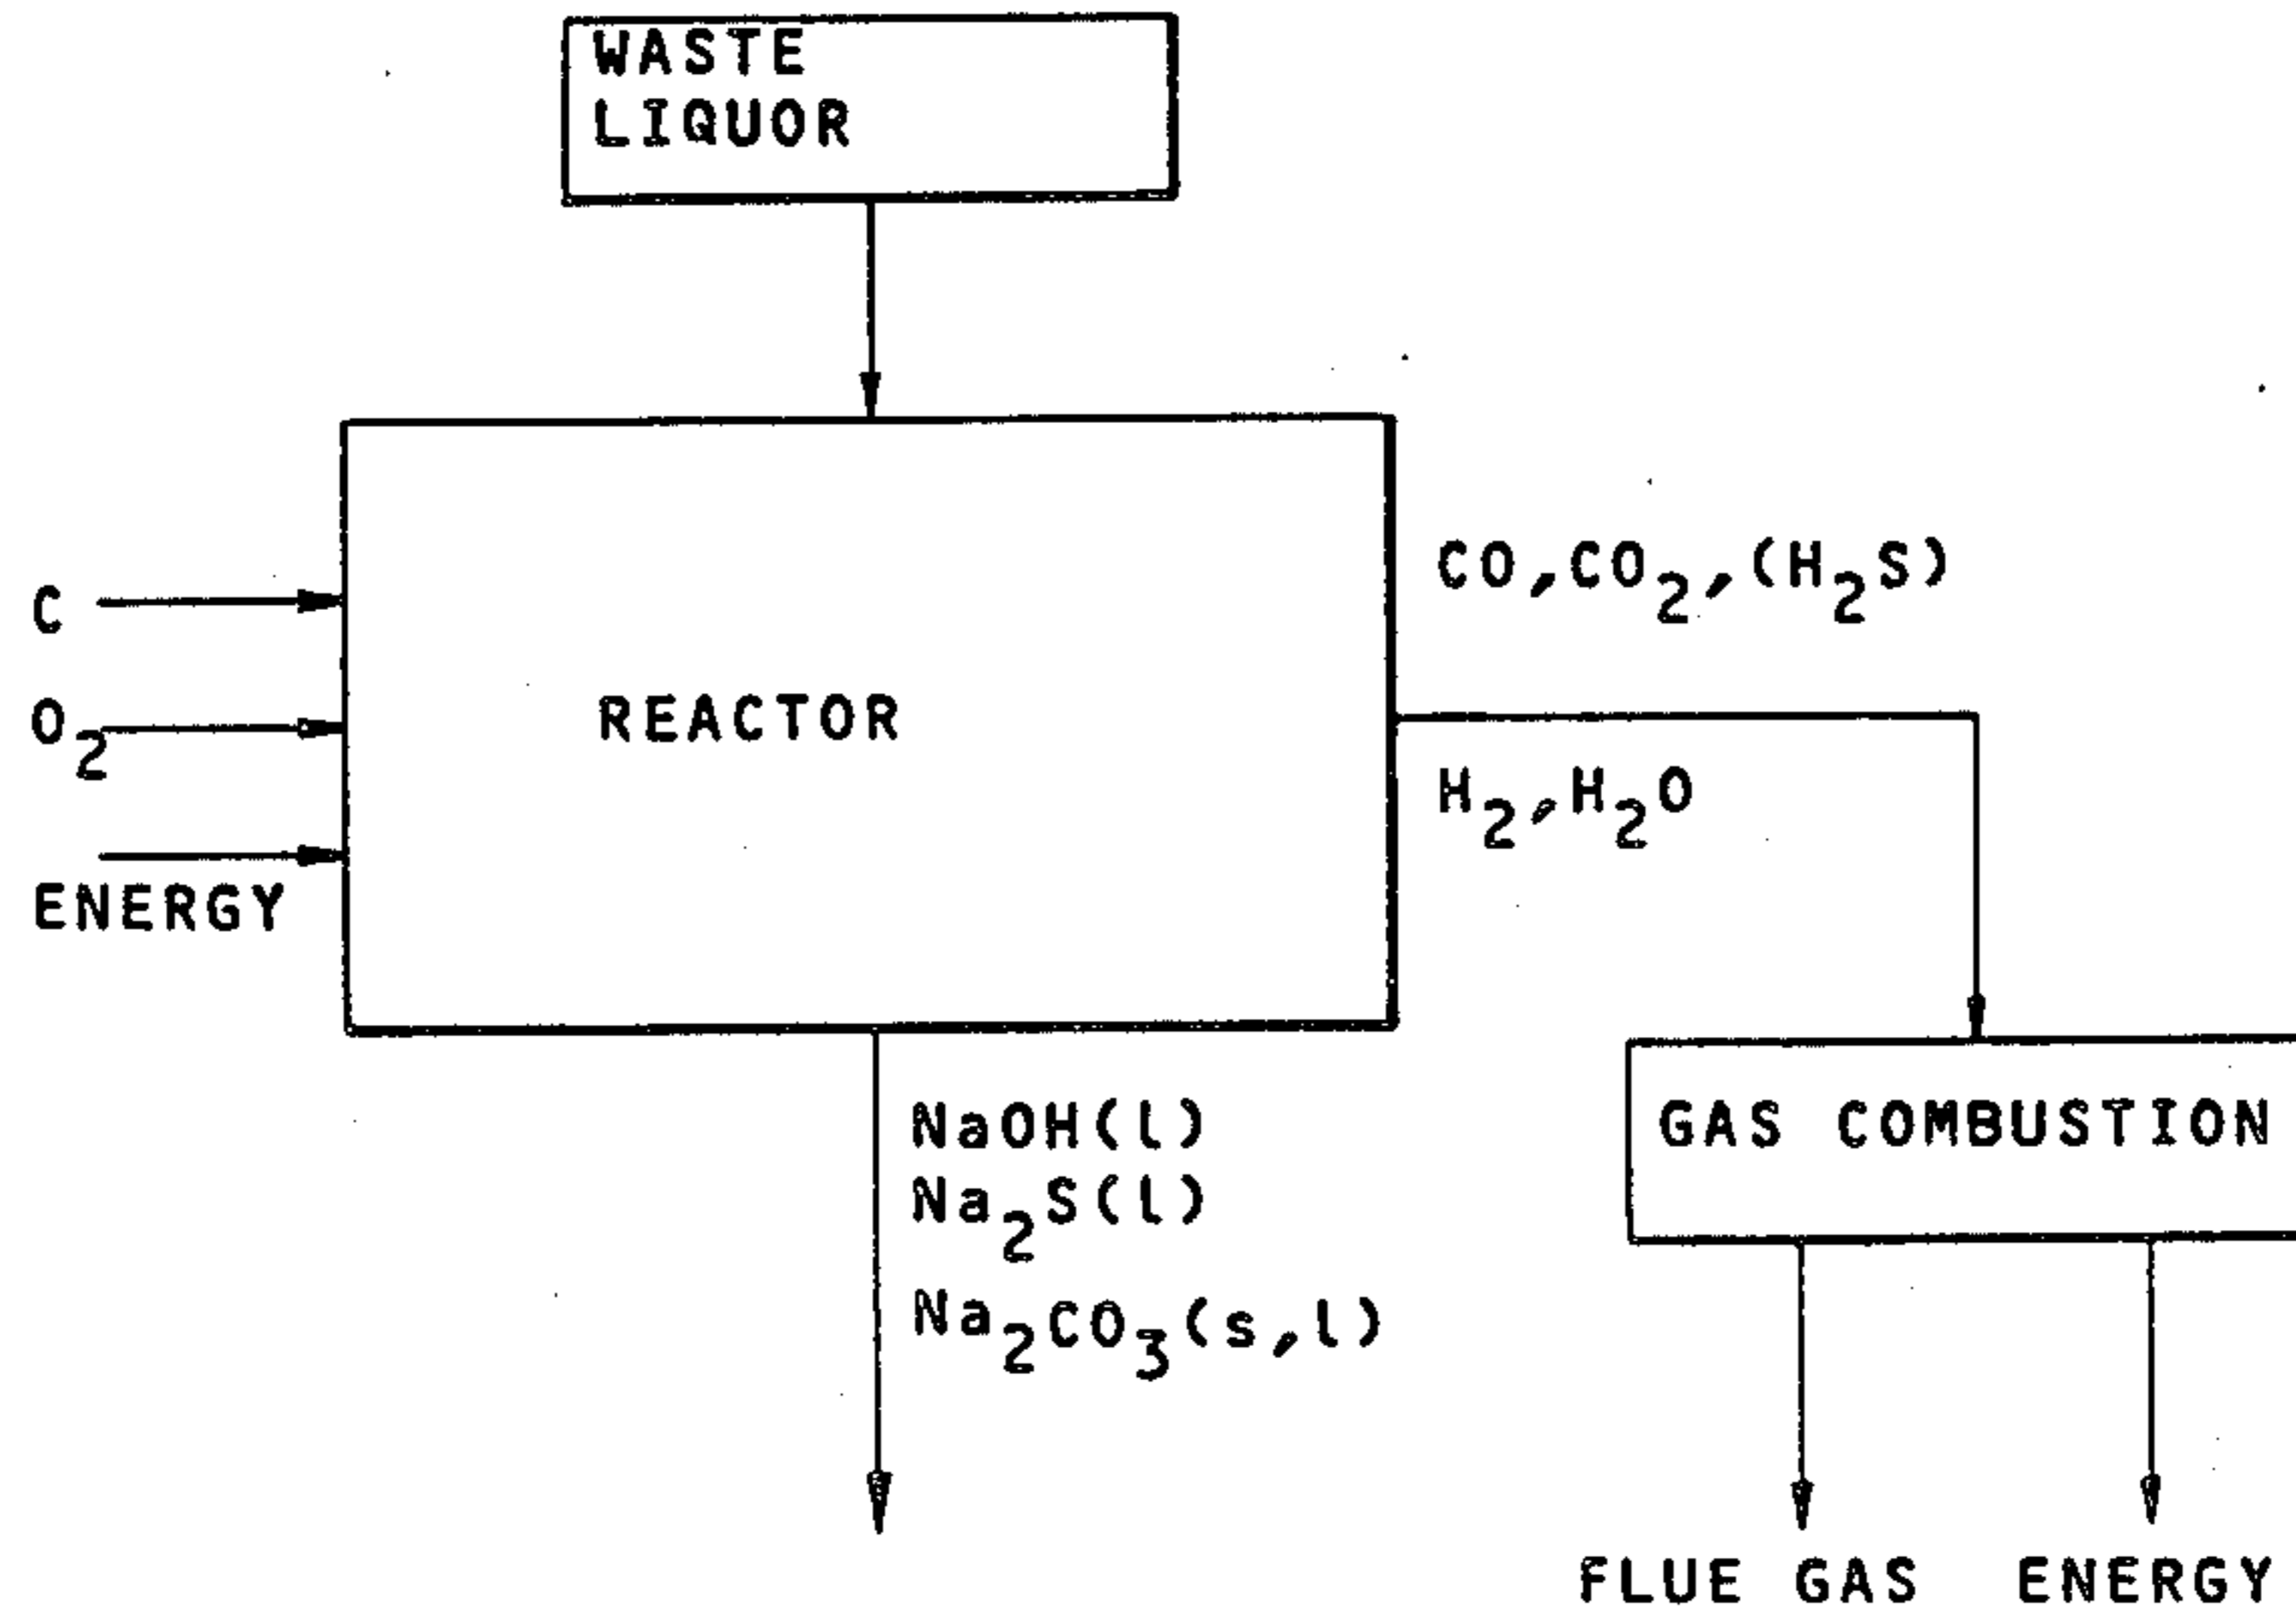 WASTE
LIQUOR
C
O2
ENERGY
REACTOR
CO,CO2,(H2S)
H2,H2O
NaOH(l)
Na2S(l)
Na2CO3(s,l)
GAS COMBUSTION
FLUE GAS ENERGY